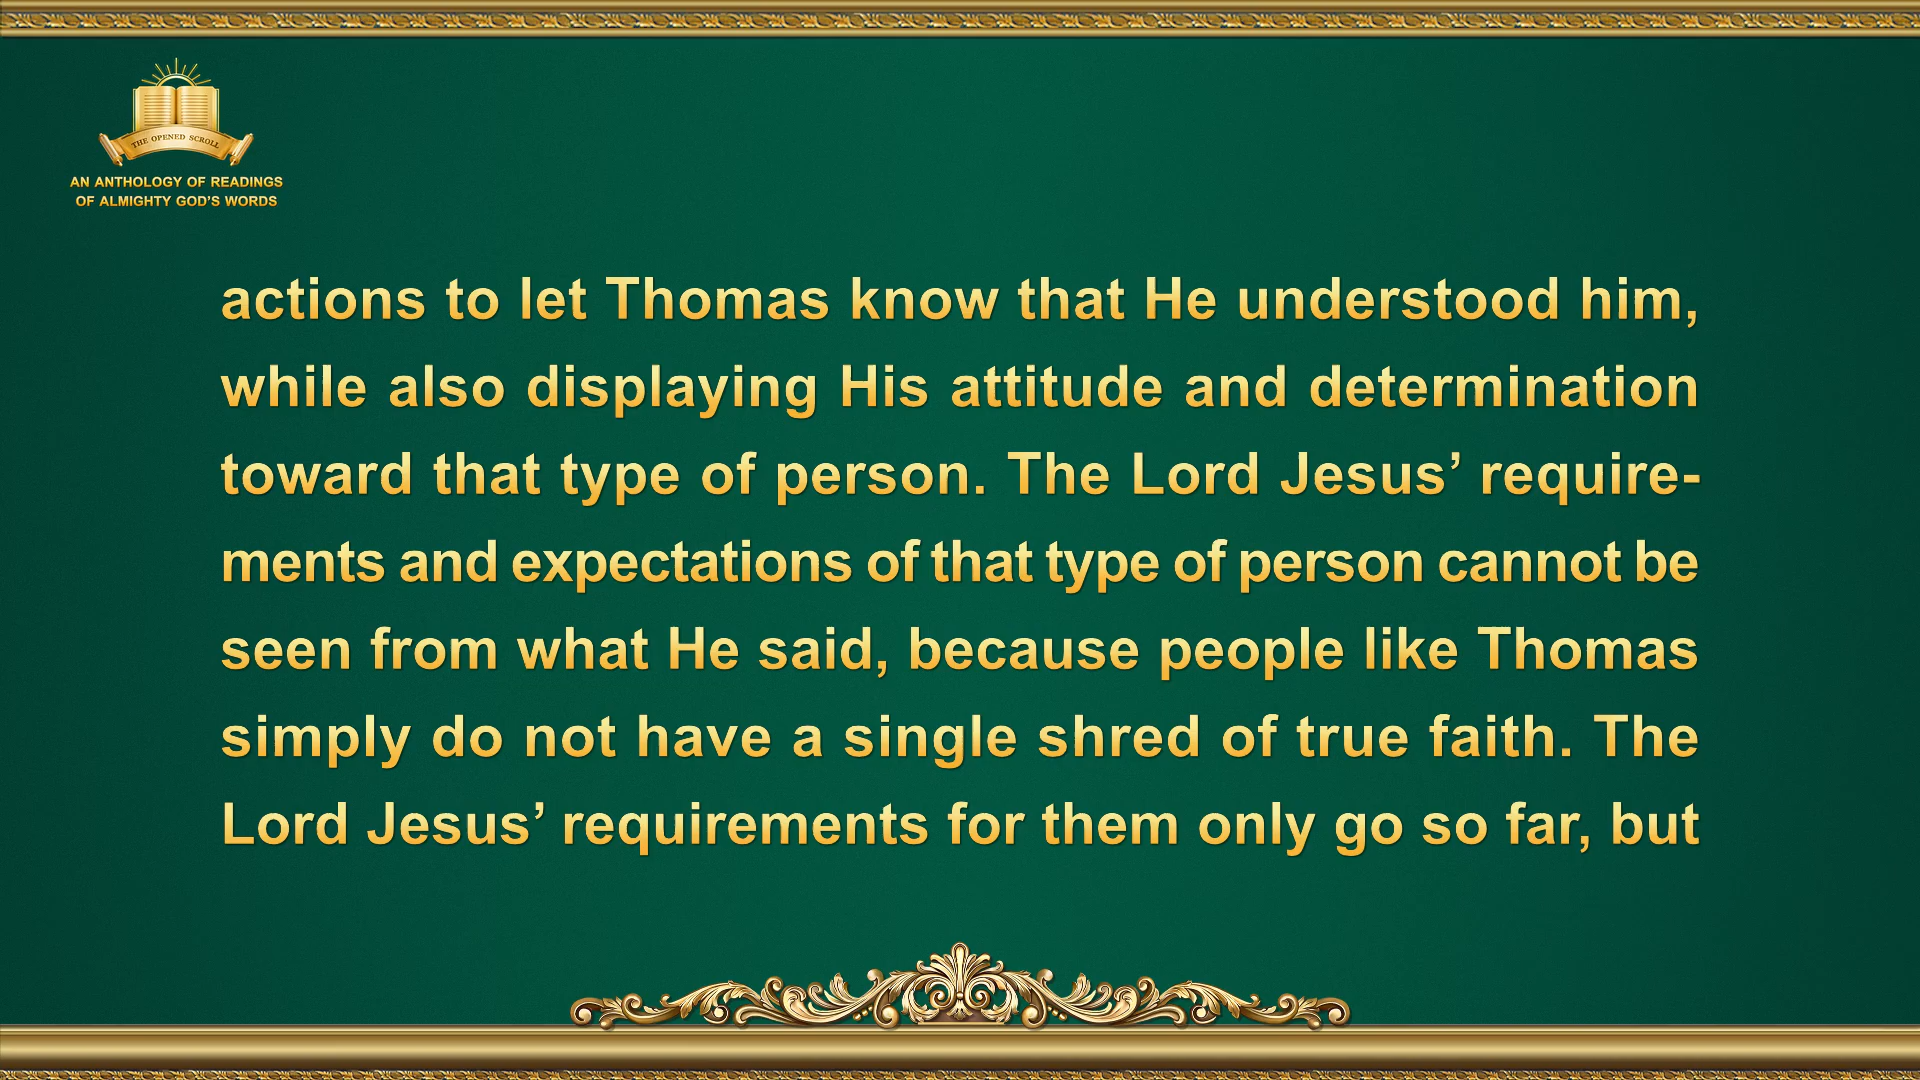 THE OPENED SCROLL
AN ANTHOLOGY OF READINGS
OF ALMIGHTY GOD'S WORDS
actions to let Thomas know that He understood him,
while also displaying His attitude and determination
toward that type of person. The Lord Jesus’ require-
ments and expectations of that type of person cannot be
seen from what He said, because people like Thomas
simply do not have a single shred of true faith. The
Lord Jesus’ requirements for them only go so far, but